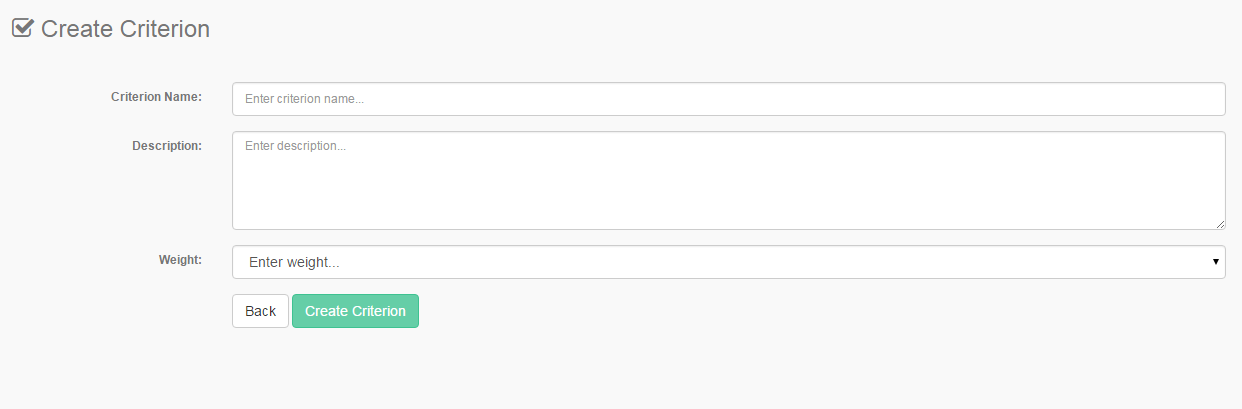 Create Criterion
Criterion Name: Enter criterion name...
Description: Enter description...
Weight: Enter weight...
Back Create Criterion